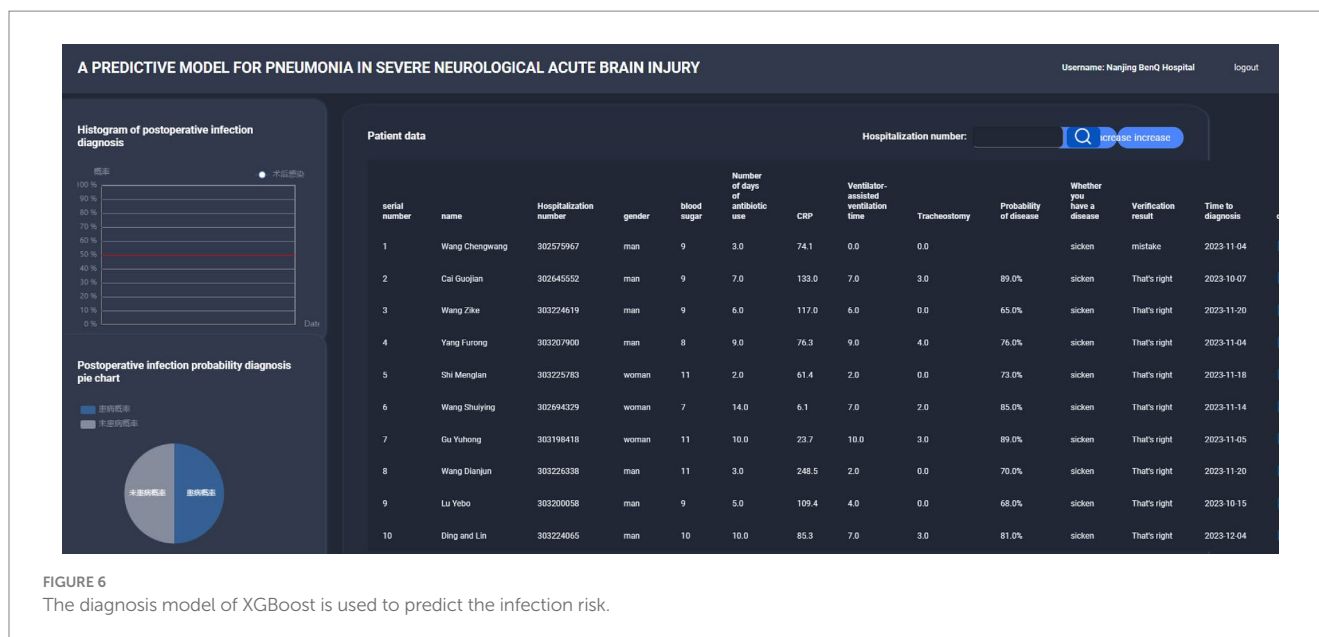 A PREDICTIVE MODEL FOR PNEUMONIA IN SEVERE NEUROLOGICAL ACUTE BRAIN INJURY
Username: Nanjing BenQ Hospital
logout
Histogram of postoperative infection
diagnosis
概率
术后感染
100 %
90 %
80 %
70 %
60 %
50 %
40 %
30 %
20 %
10 %
0 %
Date
Postoperative infection probability diagnosis
pie chart
患病概率
未患病概率
未患病概率 患病概率
Patient data
Hospitalization number:
crease increase
serial number name Hospitalization number gender blood sugar Number of days of antibiotic use CRP Ventilator-assisted ventilation time Tracheostomy Probability of disease Whether you have a disease Verification result Time to diagnosis
1 Wang Chengwang 302575967 man 9 3.0 74.1 0.0 0.0 sicken mistake 2023-11-04
2 Cai Guojian 302645552 man 9 7.0 133.0 7.0 3.0 89.0% sicken That's right 2023-10-07
3 Wang Zike 303224619 man 9 6.0 117.0 6.0 0.0 65.0% sicken That's right 2023-11-20
4 Yang Furong 303207900 man 8 9.0 76.3 9.0 4.0 76.0% sicken That's right 2023-11-04
5 Shi Menglan 303225783 woman 11 2.0 61.4 2.0 0.0 73.0% sicken That's right 2023-11-18
6 Wang Shuiying 302694329 woman 7 14.0 6.1 7.0 2.0 85.0% sicken That's right 2023-11-14
7 Gu Yuhong 303198418 woman 11 10.0 23.7 10.0 3.0 89.0% sicken That's right 2023-11-05
8 Wang Dianjun 303226338 man 11 3.0 248.5 2.0 0.0 70.0% sicken That's right 2023-11-20
9 Lu Yebo 303200058 man 9 5.0 109.4 4.0 0.0 68.0% sicken That's right 2023-10-15
10 Ding and Lin 303224065 man 10 10.0 85.3 7.0 3.0 81.0% sicken That's right 2023-12-04
FIGURE 6
The diagnosis model of XGBoost is used to predict the infection risk.